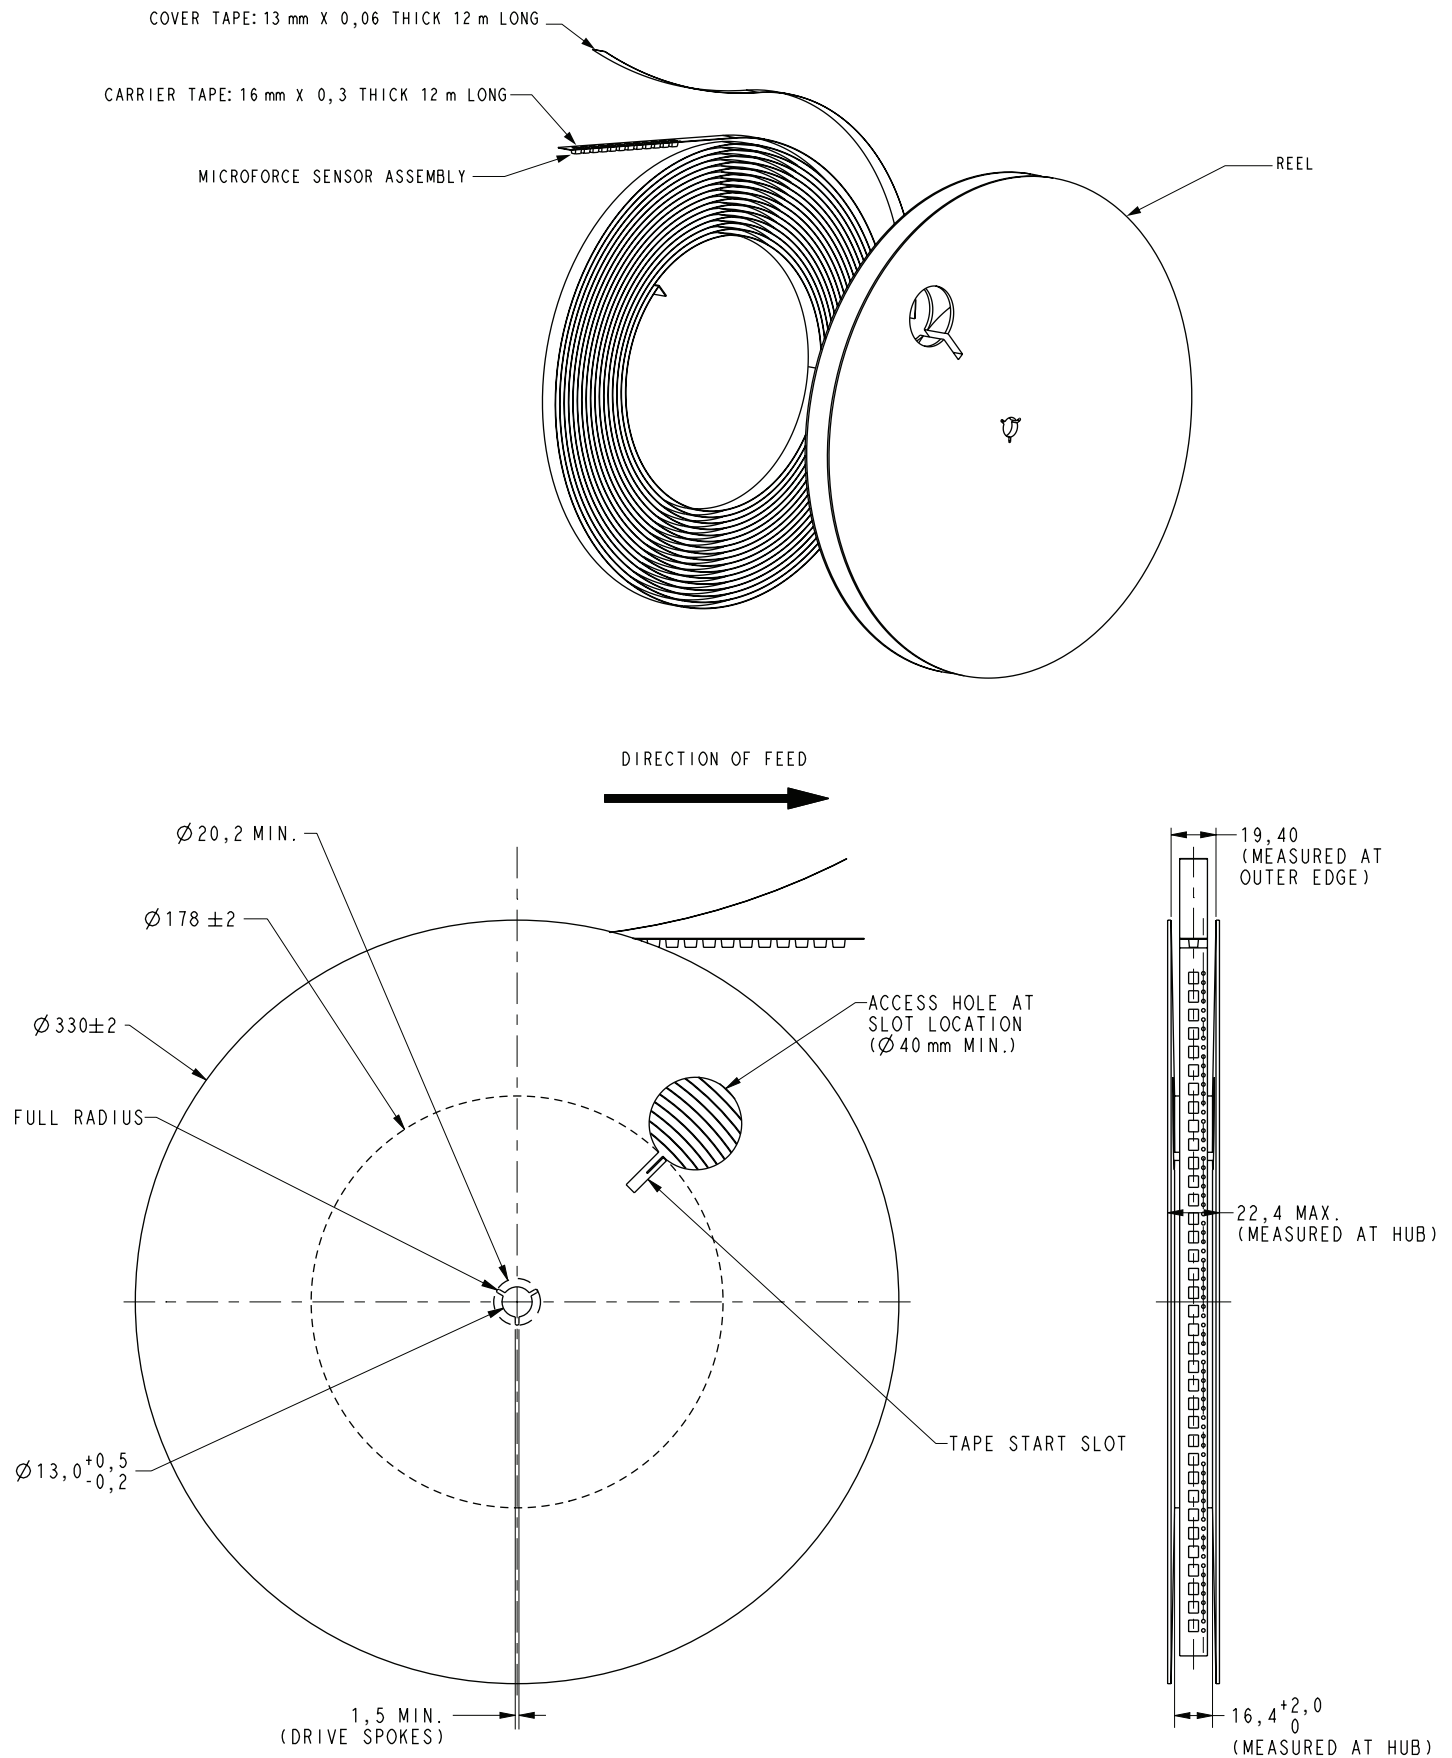 COVER TAPE: 13 mm X 0,06 THICK 12 m LONG
CARRIER TAPE: 16 mm X 0,3 THICK 12 m LONG
MICROFORCE SENSOR ASSEMBLY
REEL
DIRECTION OF FEED
Ø20,2 MIN.
19,40
(MEASURED AT
OUTER EDGE)
Ø178 ±2
ACCESS HOLE AT
SLOT LOCATION
(Ø40 mm MIN.)
Ø330±2
FULL RADIUS
22,4 MAX.
(MEASURED AT HUB)
TAPE START SLOT
Ø13,0 +0,5
-0,2
1,5 MIN.
(DRIVE SPOKES)
16,4 +2,0
0
(MEASURED AT HUB)